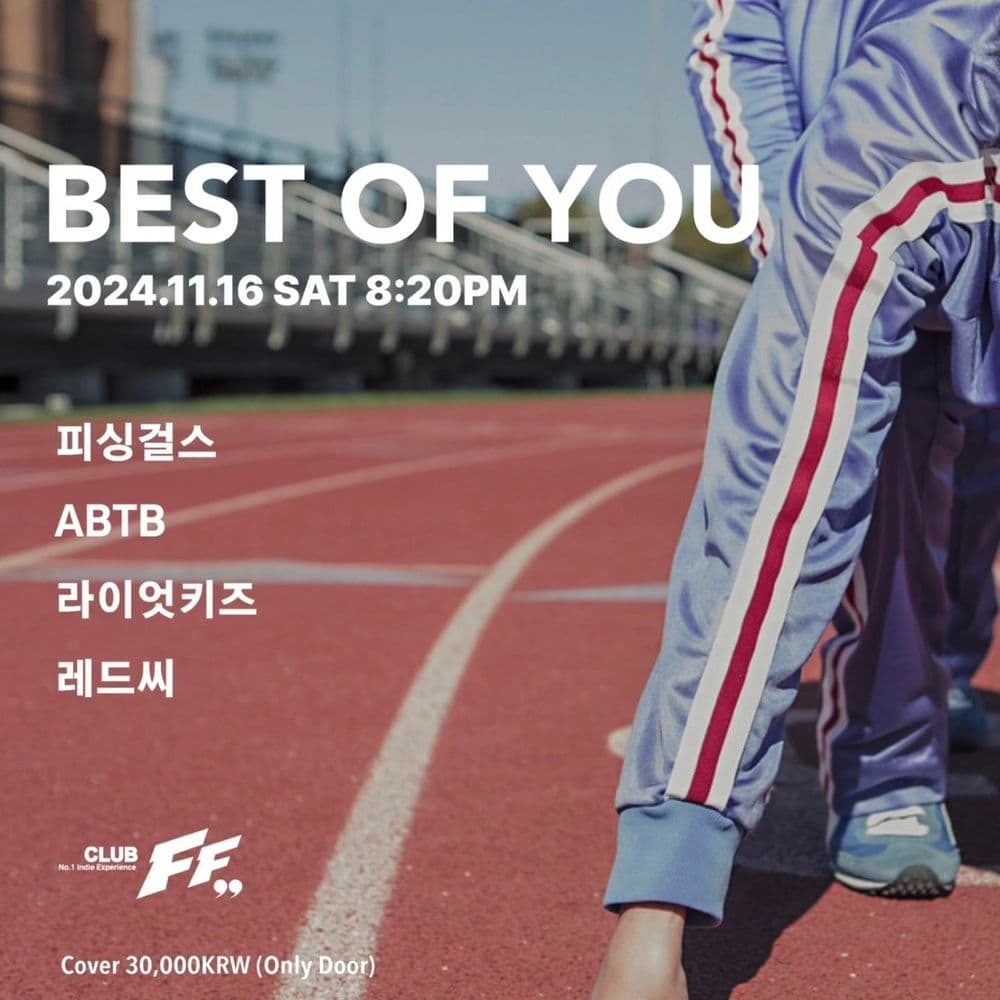 BEST OF YOU
2024.11.16 SAT 8:20PM
피싱걸스
ABTB
라이엇키즈
레드씨
CLUB FF
No.1 Indie Experience
Cover 30,000KRW (Only Door)